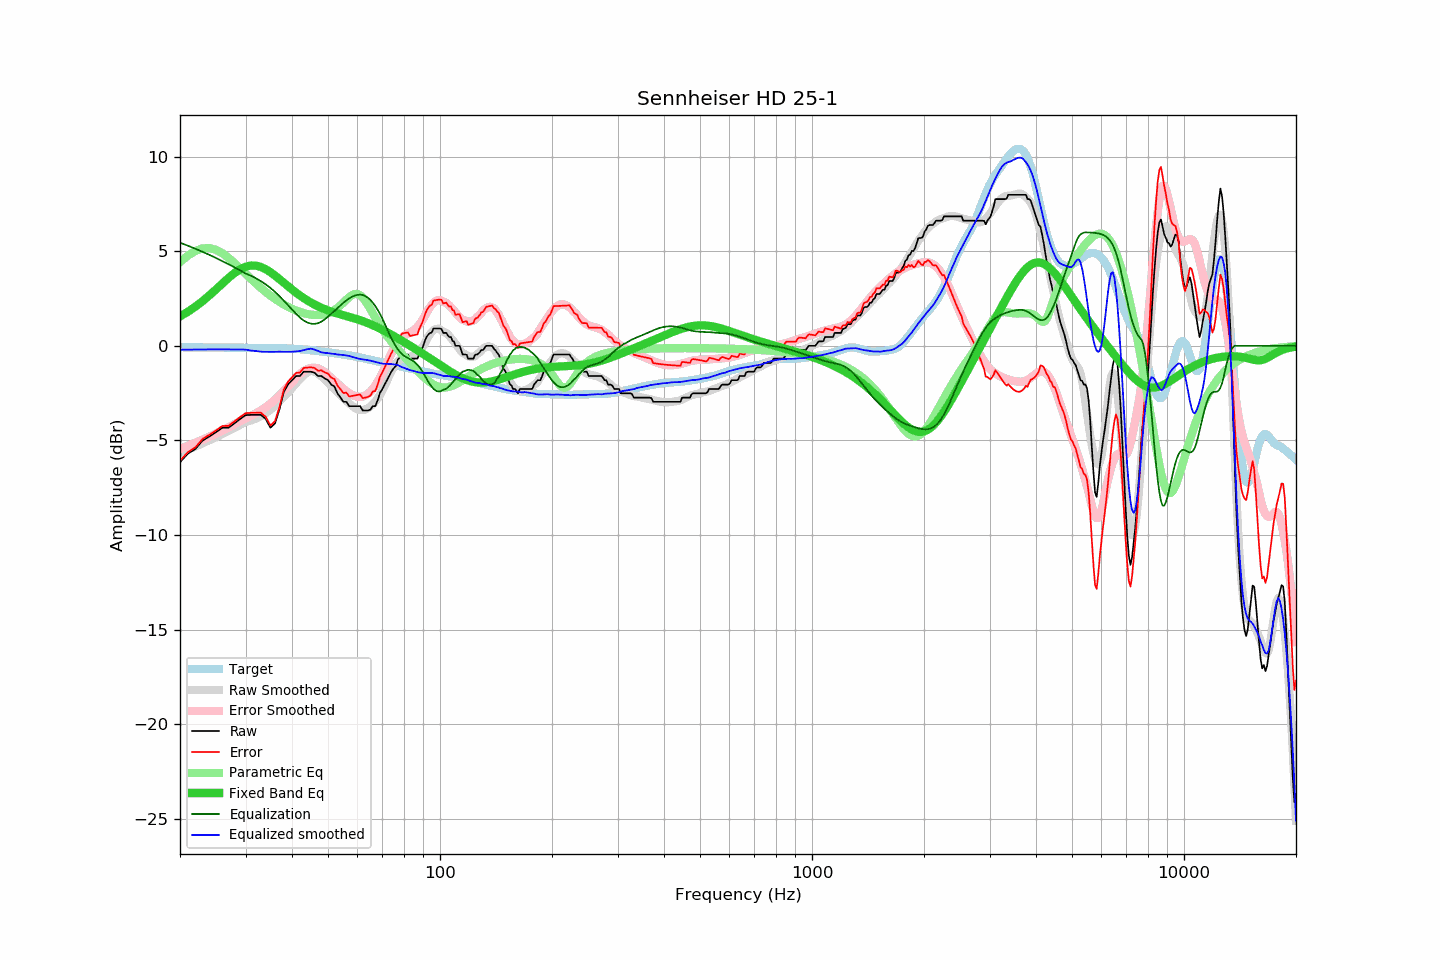 Sennheiser HD 25-1
Amplitude (dBr)
10
5
0
−5
−10
−15
−20
−25
Target
Raw Smoothed
Error Smoothed
Raw
Error
Parametric Eq
Fixed Band Eq
Equalization
Equalized smoothed
100
1000
10000
Frequency (Hz)